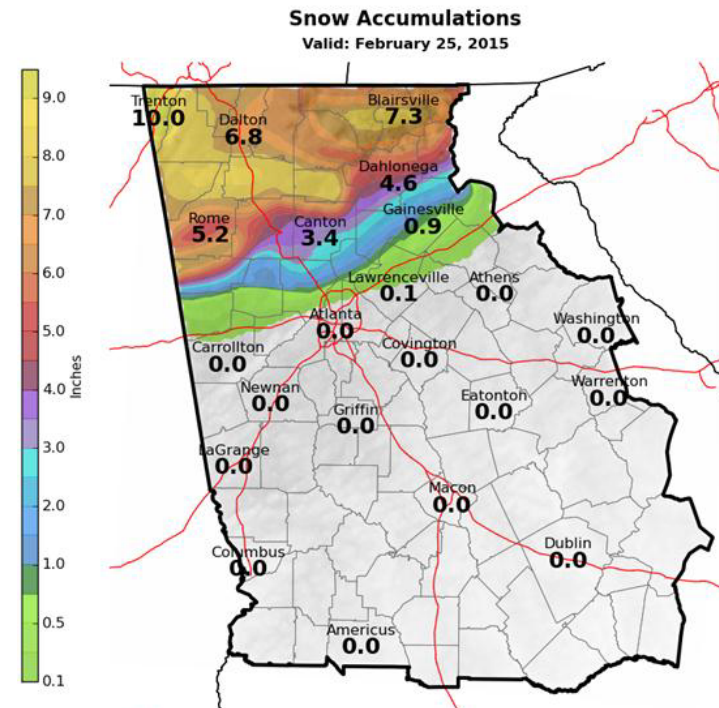 Snow Accumulations
Valid: February 25, 2015
9.0
8.0
7.0
6.0
5.0
4.0
3.0
2.0
1.0
0.5
0.1
Inches
Trenton
10.0
Dalton
6.8
Blairsville
7.3
Dahlonega
4.6
Rome
5.2
Canton
3.4
Gainesville
0.9
Lawrenceville
0.1
Athens
0.0
Atlanta
0.0
Washington
0.0
Carrollton
0.0
Covington
0.0
Newnan
0.0
Griffin
0.0
Eatonton
0.0
Warrenton
0.0
LaGrange
0.0
Macon
0.0
Columbus
0.0
Dublin
0.0
Americus
0.0